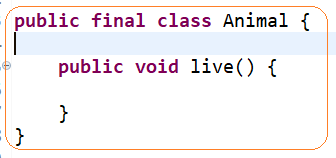 public final class Animal {
public void live() {
}
}